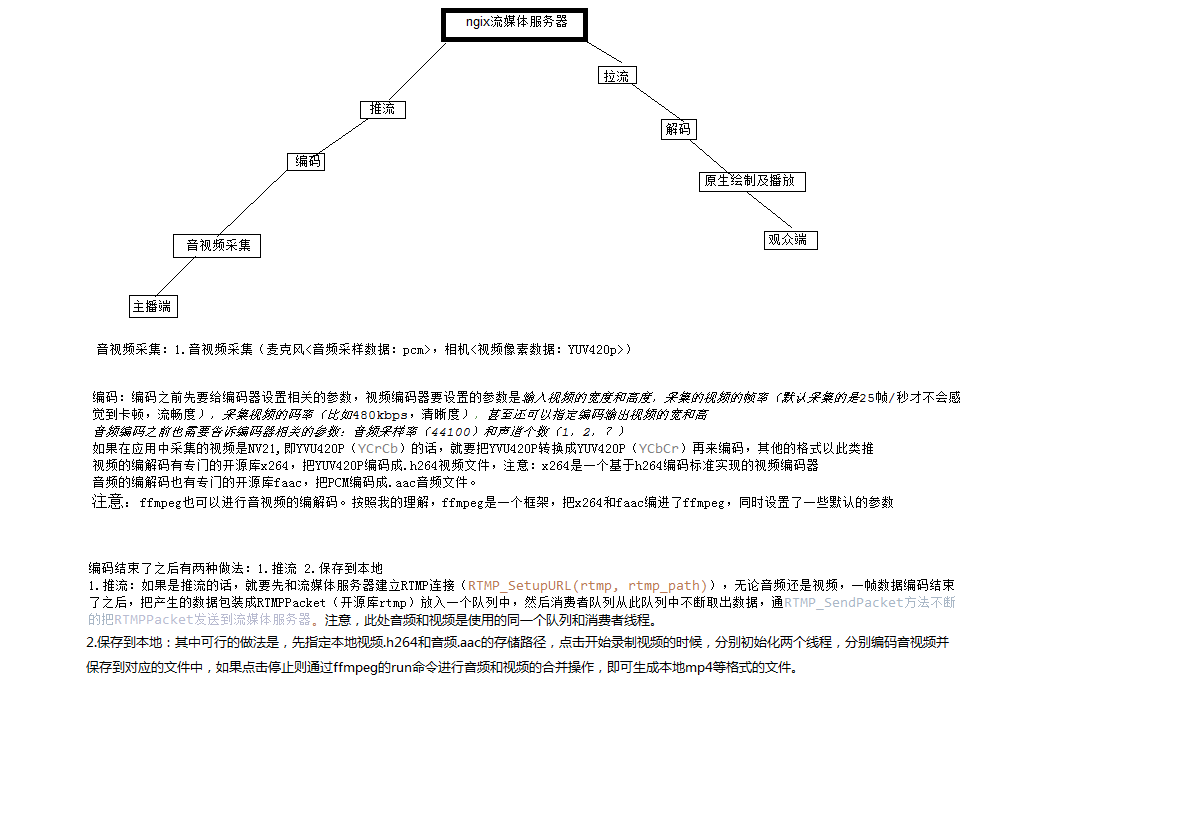 ngix流媒体服务器
拉流
推流
解码
编码
原生绘制及播放
音视频采集
观众端
主播端
音视频采集：1.音视频采集（麦克风<音频采样数据：pcm>，相机<视频像素数据：YUV420p>）
编码：编码之前先要给编码器设置相关的参数，视频编码器要设置的参数是输入视频的宽度和高度，采集的视频的帧率（默认采集的是25帧/秒才不会感
觉到卡顿，流畅度），采集视频的码率（比如480kbps，清晰度），甚至还可以指定编码输出视频的宽和高
音频编码之前也需要告诉编码器相关的参数：音频采样率（44100）和声道个数（1，2，？）
如果在应用中采集的视频是NV21,即YVU420P（YCrCb）的话，就要把YVU420P转换成YUV420P（YCbCr）再来编码，其他的格式以此类推
视频的编解码有专门的开源库x264，把YUV420P编码成.h264视频文件，注意：x264是一个基于h264编码标准实现的视频编码器
音频的编解码也有专门的开源库faac，把PCM编码成.aac音频文件。
注意：ffmpeg也可以进行音视频的编解码。按照我的理解，ffmpeg是一个框架，把x264和faac编进了ffmpeg，同时设置了一些默认的参数
编码结束了之后有两种做法：1.推流 2.保存到本地
1.推流：如果是推流的话，就要先和流媒体服务器建立RTMP连接（RTMP_SetupURL(rtmp, rtmp_path)），无论音频还是视频，一帧数据编码结束
了之后，把产生的数据包装成RTMPPacket（开源库rtmp）放入一个队列中，然后消费者队列从此队列中不断取出数据，通RTMP_SendPacket方法不断
的把RTMPPacket发送到流媒体服务器。注意，此处音频和视频是使用的同一个队列和消费者线程。
2.保存到本地：其中可行的做法是，先指定本地视频.h264和音频.aac的存储路径，点击开始录制视频的时候，分别初始化两个线程，分别编码音视频并
保存到对应的文件中，如果点击停止则通过ffmpeg的run命令进行音频和视频的合并操作，即可生成本地mp4等格式的文件。